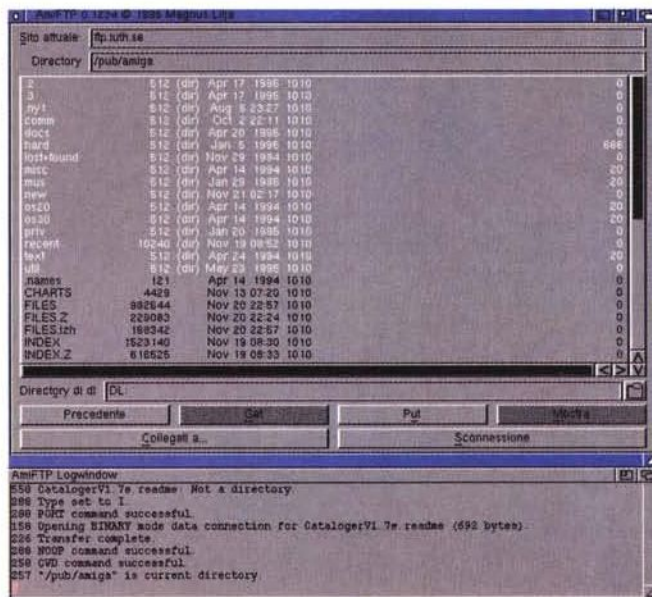 AmiFTP 0.1234 © 1995 Magnus Lilja
Sito attuale: ftp.luth.se
Directory /pub/amiga
2 512 (dir) Apr 17 1995 1010 0
3 512 (dir) Apr 17 1995 1010 0
.ny1 512 (dir) Aug 5 23:27 1010 0
comm 512 (dir) Oct 2 22:11 1010 0
docs 512 (dir) Apr 20 1995 1010 0
hard 512 (dir) Jan 5 1995 1010 666
lost+found 512 (dir) Nov 29 1994 1010 0
misc 512 (dir) Apr 14 1994 1010 20
mus 512 (dir) Jan 29 1995 1010 20
new 512 (dir) Nov 21 02:17 1010 0
os20 512 (dir) Apr 14 1994 1010 20
os30 512 (dir) Apr 14 1994 1010 20
priv 512 (dir) Jan 20 1995 1010 0
recent 10240 (dir) Nov 19 08:52 1010 0
text 512 (dir) Apr 24 1994 1010 20
util 512 (dir) May 23 1995 1010 0
.names 121 Apr 14 1994 1010 0
CHARTS 4429 Nov 13 07:20 1010 0
FILES 992644 Nov 20 22:57 1010 0
FILES.Z 229083 Nov 20 22:24 1010 0
FILES.lzh 168342 Nov 20 22:57 1010 0
INDEX 1523140 Nov 19 08:30 1010 0
INDEX.Z 616525 Nov 19 08:33 1010 0
Directory di dl DL:
Precedente Get Put Mostra
Collegati a... Sconnessione
AmiFTP Logwindow
550 CatalogerV1.7e.readme: Not a directory.
200 Type set to I.
200 PORT command successful.
150 Opening BINARY mode data connection for CatalogerV1.7e.readme (692 bytes).
226 Transfer complete.
200 NOOP command successful.
250 CWD command successful.
257 "/pub/amiga" is current directory.